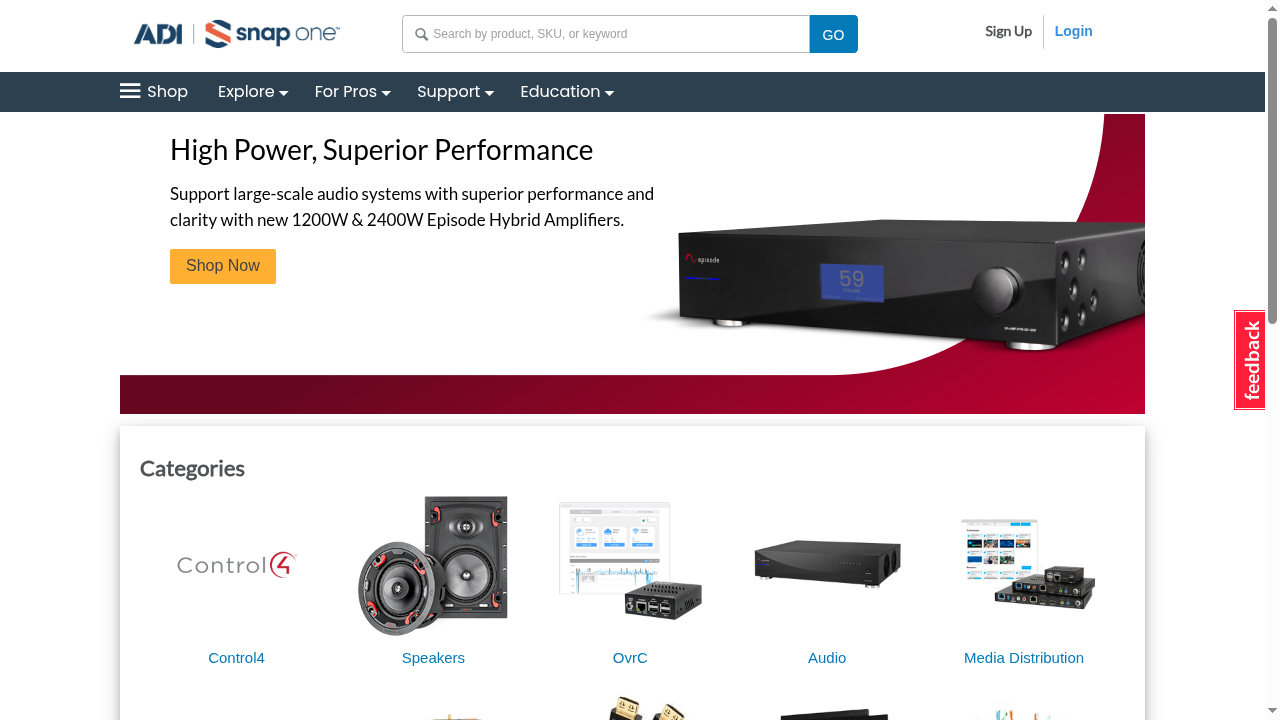 ADI | snap one™
Search by product, SKU, or keyword
GO
Sign Up
Login
Shop
Explore
For Pros
Support
Education
High Power, Superior Performance
Support large-scale audio systems with superior performance and
clarity with new 1200W & 2400W Episode Hybrid Amplifiers.
Shop Now
episode
59
feedback
Categories
Control4
Control4
Speakers
OvrC
Audio
Media Distribution